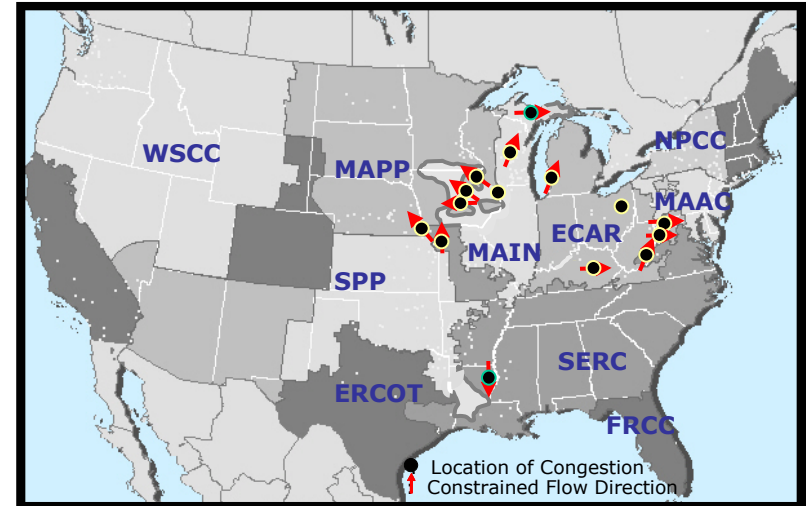 NPCC
WSCC
MAPP
MAAC
ECAR
MAIN
SPP
SERC
ERCOT
FRCC
Location of Congestion
Constrained Flow Direction